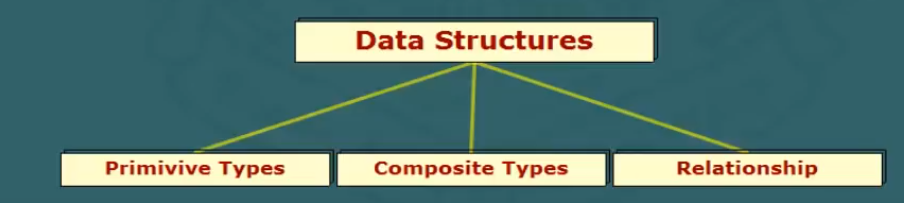 Data Structures
Primivive Types
Composite Types
Relationship